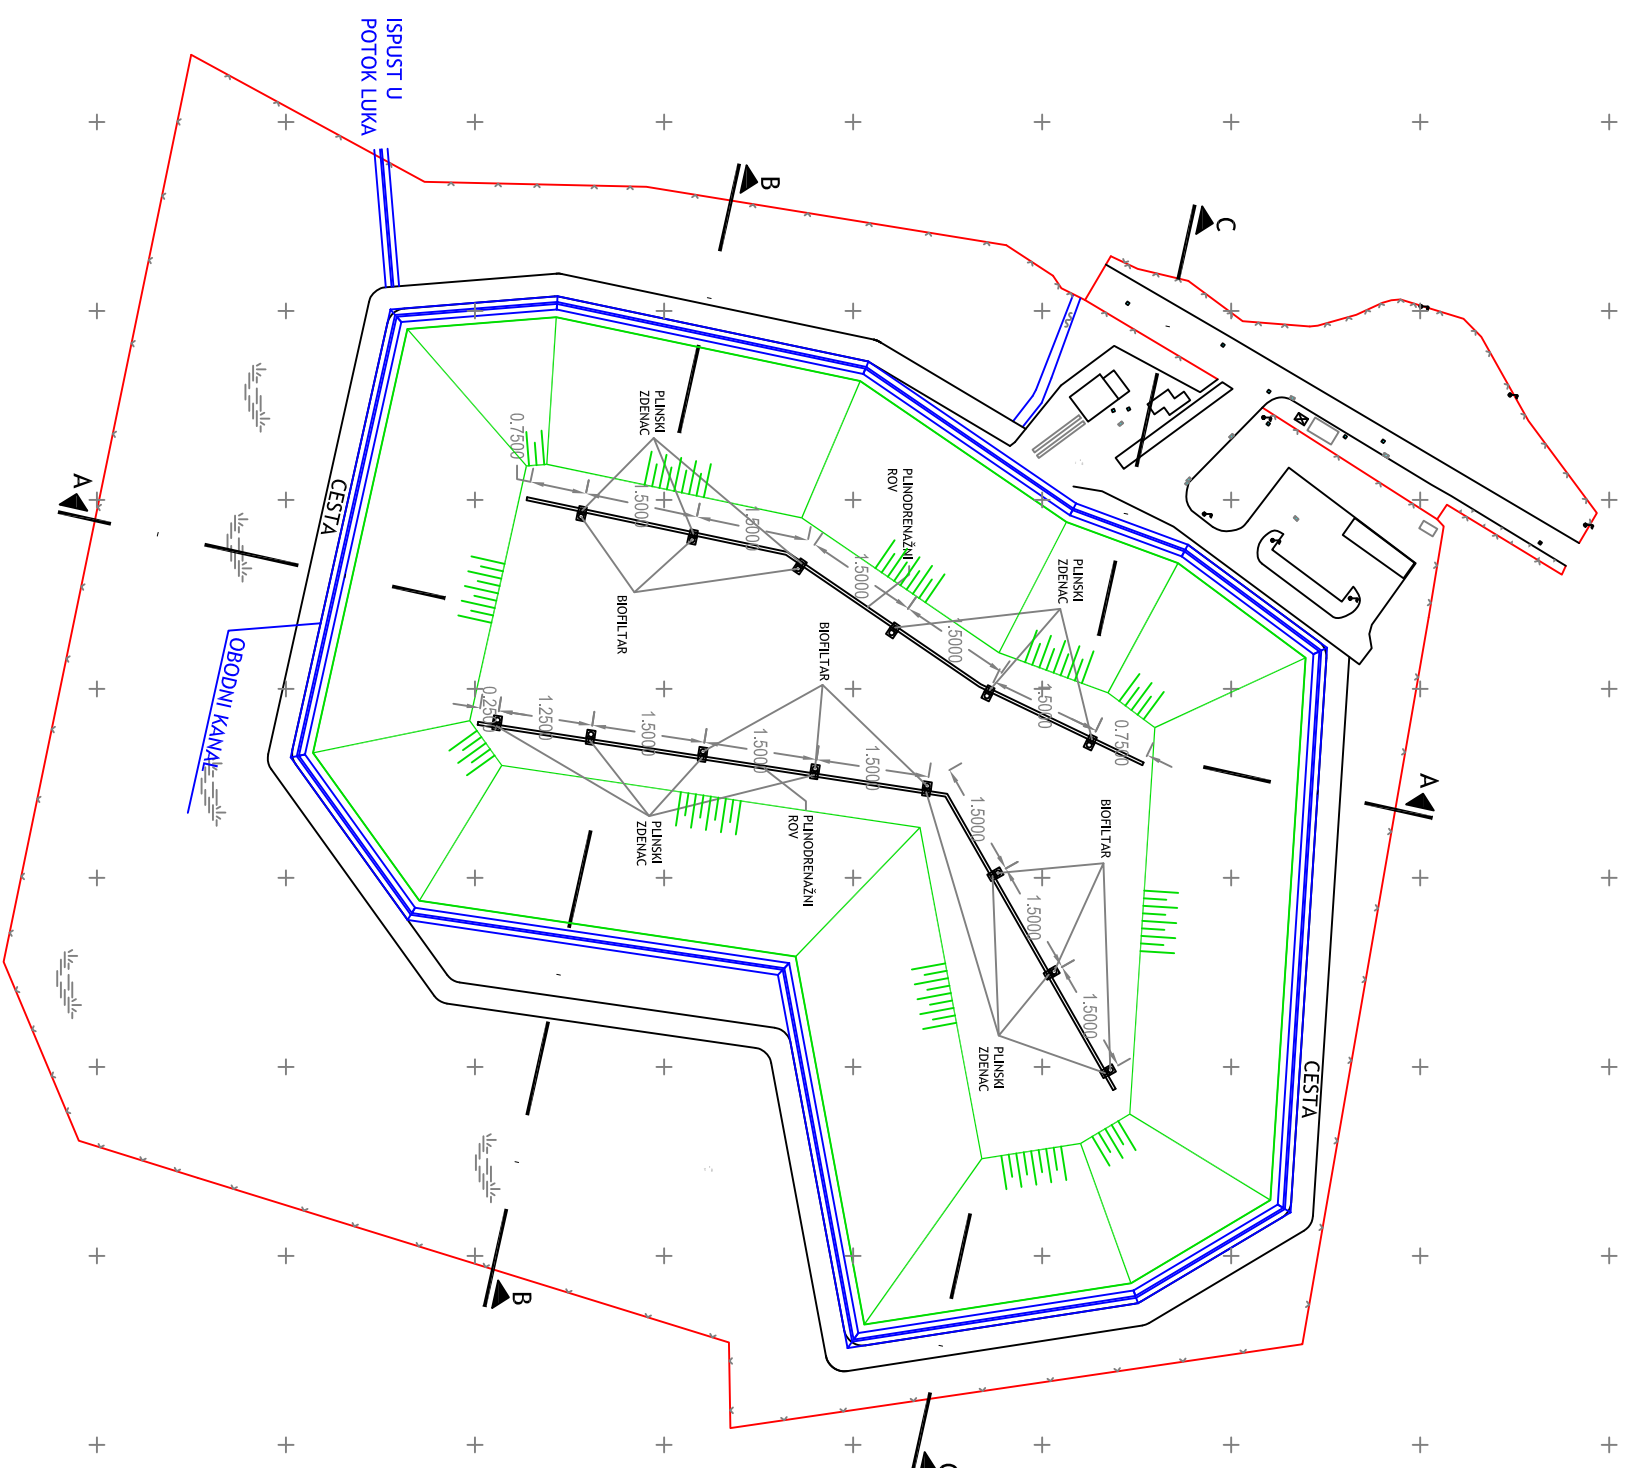 ISPUST U
POTOK LUKA
B
C
PLINSKI
ZDENAC
0.7500
1.5000
1.5000
PLINODRENAŽNI
ROV
1.5000
PLINSKI
ZDENAC
1.5000
1.5000
0.7500
A
CESTA
BIOFILTAR
BIOFILTAR
OBODNI KANAL
0.2500
1.2500
1.5000
1.5000
1.5000
A
PLINSKI
ZDENAC
PLINODRENAŽNI
ROV
BIOFILTAR
1.5000
1.5000
1.5000
PLINSKI
ZDENAC
CESTA
B